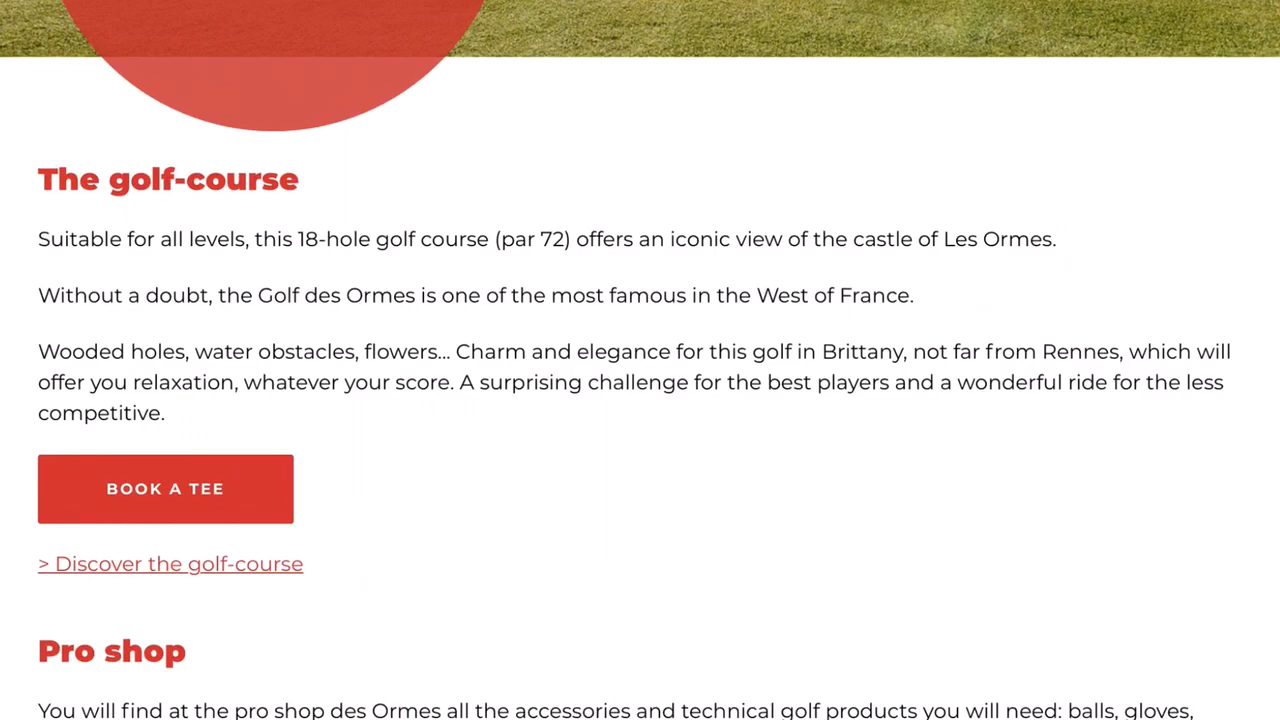 The golf-course
Suitable for all levels, this 18-hole golf course (par 72) offers an iconic view of the castle of Les Ormes.
Without a doubt, the Golf des Ormes is one of the most famous in the West of France.
Wooded holes, water obstacles, flowers... Charm and elegance for this golf in Brittany, not far from Rennes, which will
offer you relaxation, whatever your score. A surprising challenge for the best players and a wonderful ride for the less
competitive.
BOOK A TEE
> Discover the golf-course
Pro shop
You will find at the pro shop des Ormes all the accessories and technical golf products you will need: balls, gloves,